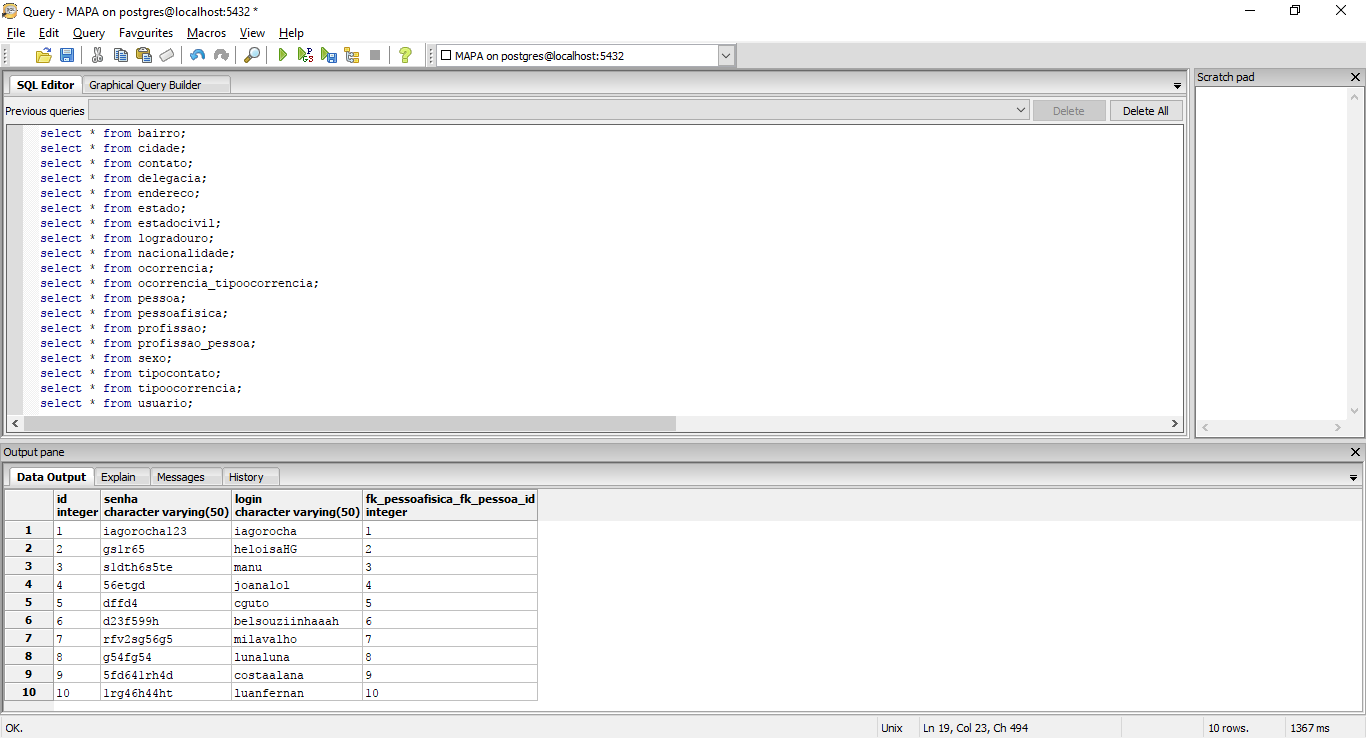 Query - MAPA on postgres@localhost:5432 *
File Edit Query Favourites Macros View Help
MAPA on postgres@localhost:5432
SQL Editor Graphical Query Builder
Scratch pad
Previous queries Delete Delete All
select * from bairro;
select * from cidade;
select * from contato;
select * from delegacia;
select * from endereco;
select * from estado;
select * from estadocivil;
select * from logradouro;
select * from nacionalidade;
select * from ocorrencia;
select * from ocorrencia_tipoocorrencia;
select * from pessoa;
select * from pessoafisica;
select * from profissao;
select * from profissao_pessoa;
select * from sexo;
select * from tipocontato;
select * from tipoocorrencia;
select * from usuario;
Output pane
Data Output Explain Messages History
id senha login fk_pessoafisica_fk_pessoa_id
integer character varying(50) character varying(50) integer
1 1 iagorocha123 iagorocha 1
2 2 gslr65 heloisaHG 2
3 3 sldth6s5te manu 3
4 4 56etgd joanalol 4
5 5 dffd4 cguto 5
6 6 d23f599h belsouziinhaaah 6
7 7 rfv2sg56g5 milavalho 7
8 8 g54fg54 lunaluna 8
9 9 5fd641rh4d costaalana 9
10 10 lrg46h44ht luanfernan 10
OK. Unix Ln 19, Col 23, Ch 494 10 rows. 1367 ms